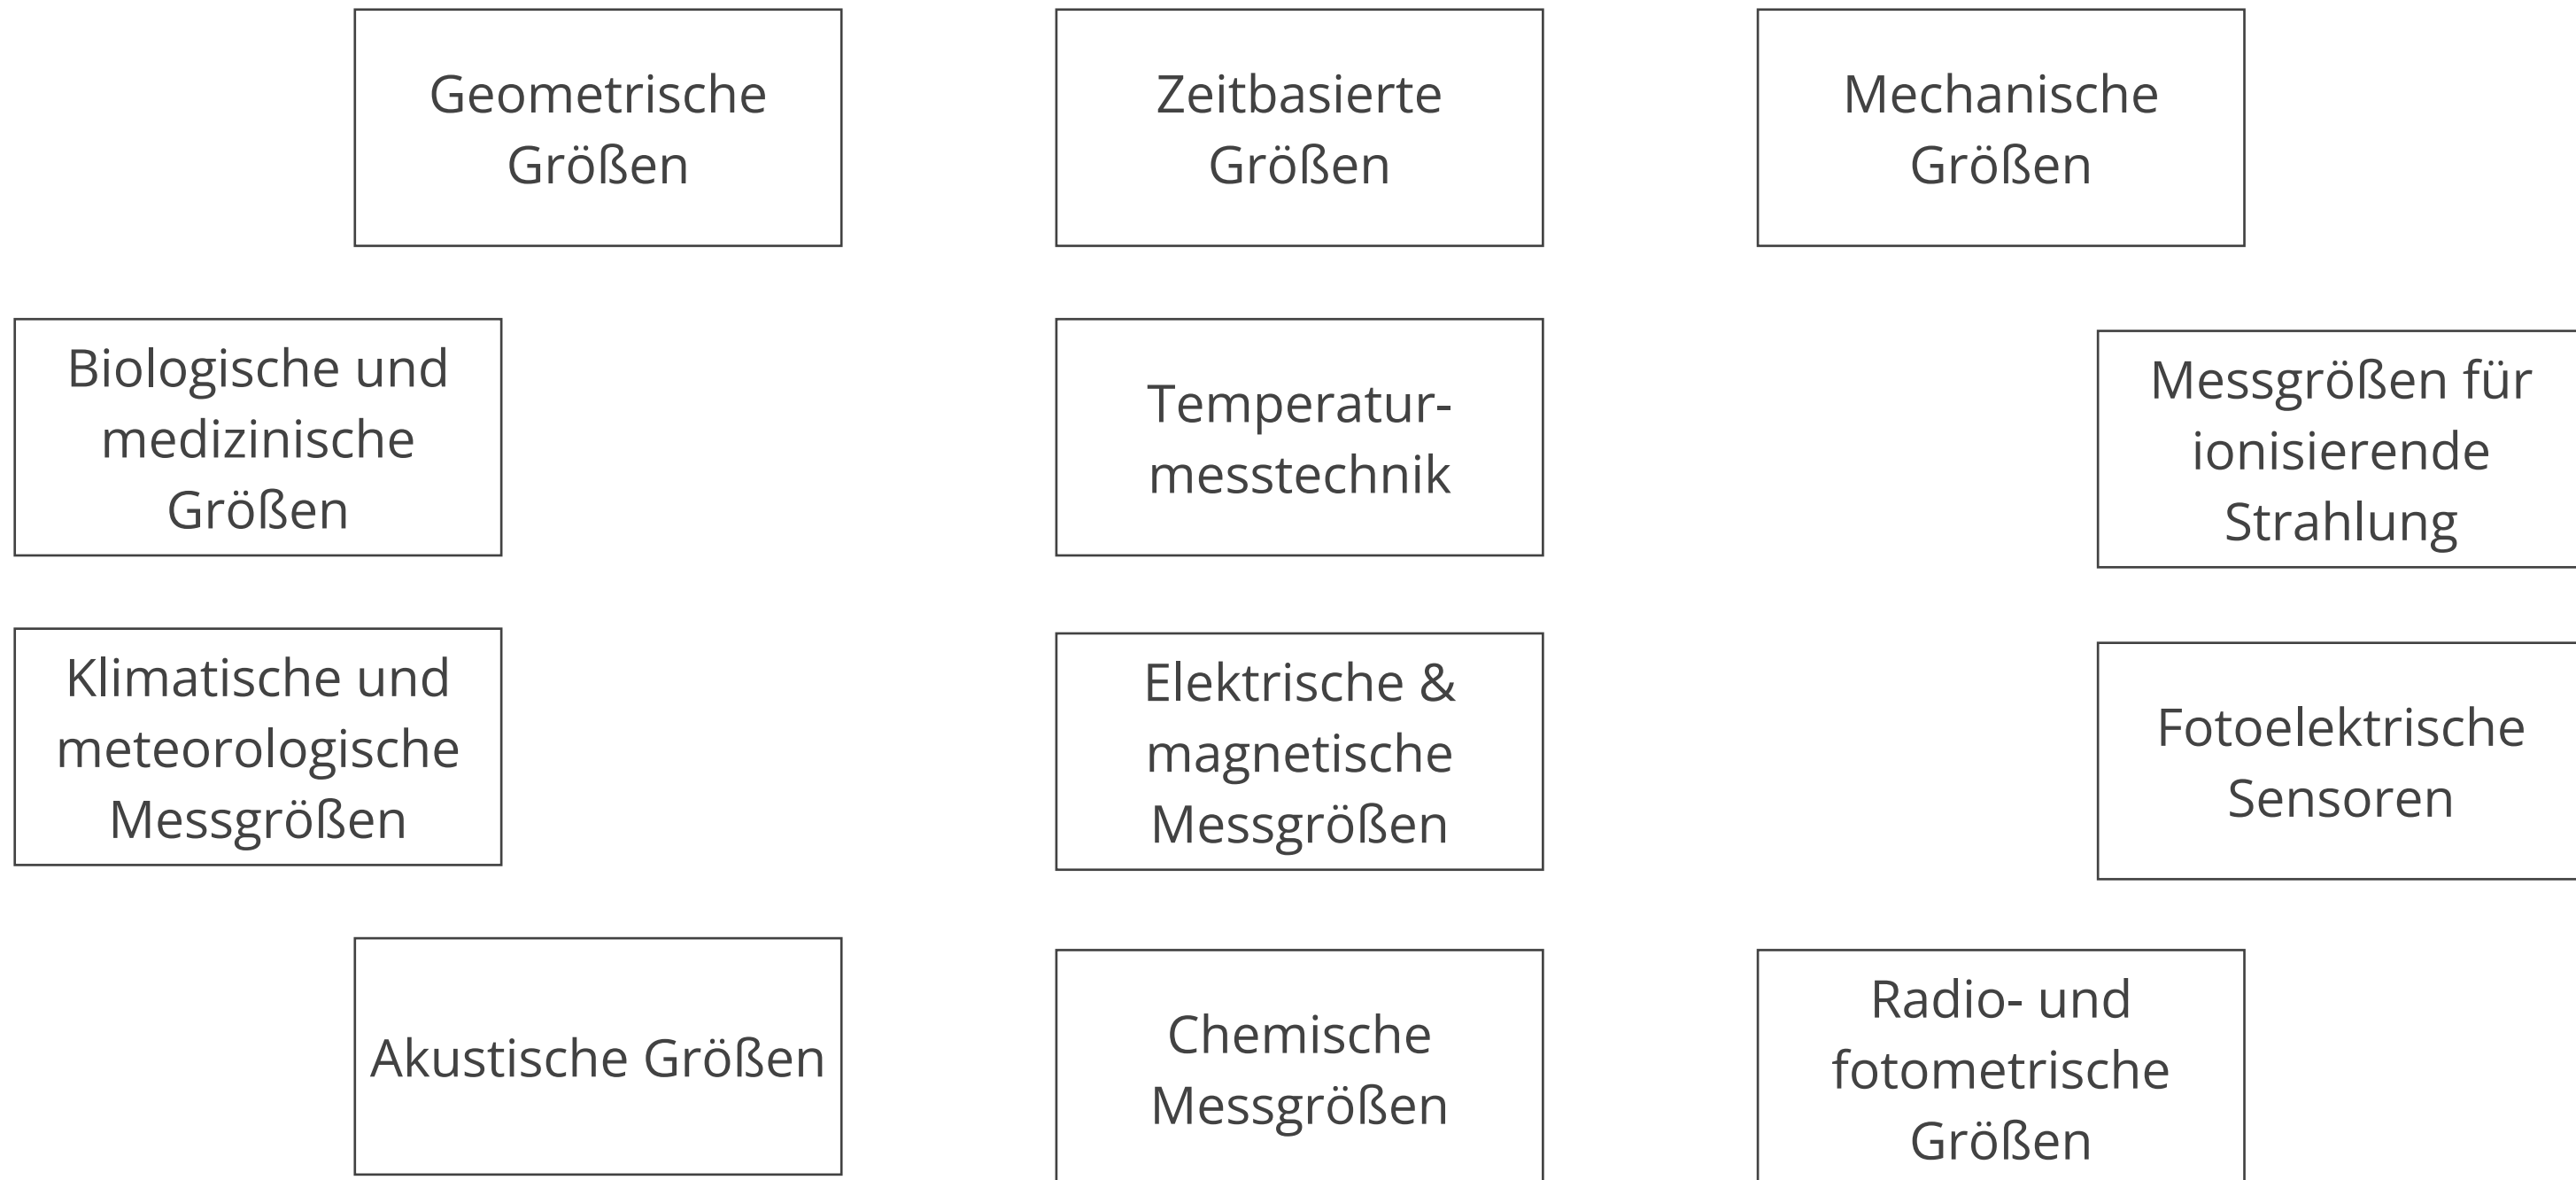 Geometrische
Größen
Zeitbasierte
Größen
Mechanische
Größen
Biologische und
medizinische
Größen
Temperatur-
messtechnik
Messgrößen für
ionisierende
Strahlung
Klimatische und
meteorologische
Messgrößen
Elektrische &
magnetische
Messgrößen
Fotoelektrische
Sensoren
Akustische Größen
Chemische
Messgrößen
Radio- und
fotometrische
Größen